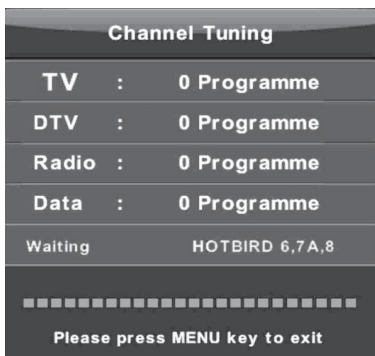 Channel Tuning
TV : 0 Programme
DTV : 0 Programme
Radio : 0 Programme
Data : 0 Programme
Waiting HOTBIRD 6,7A,8
Please press MENU key to exit